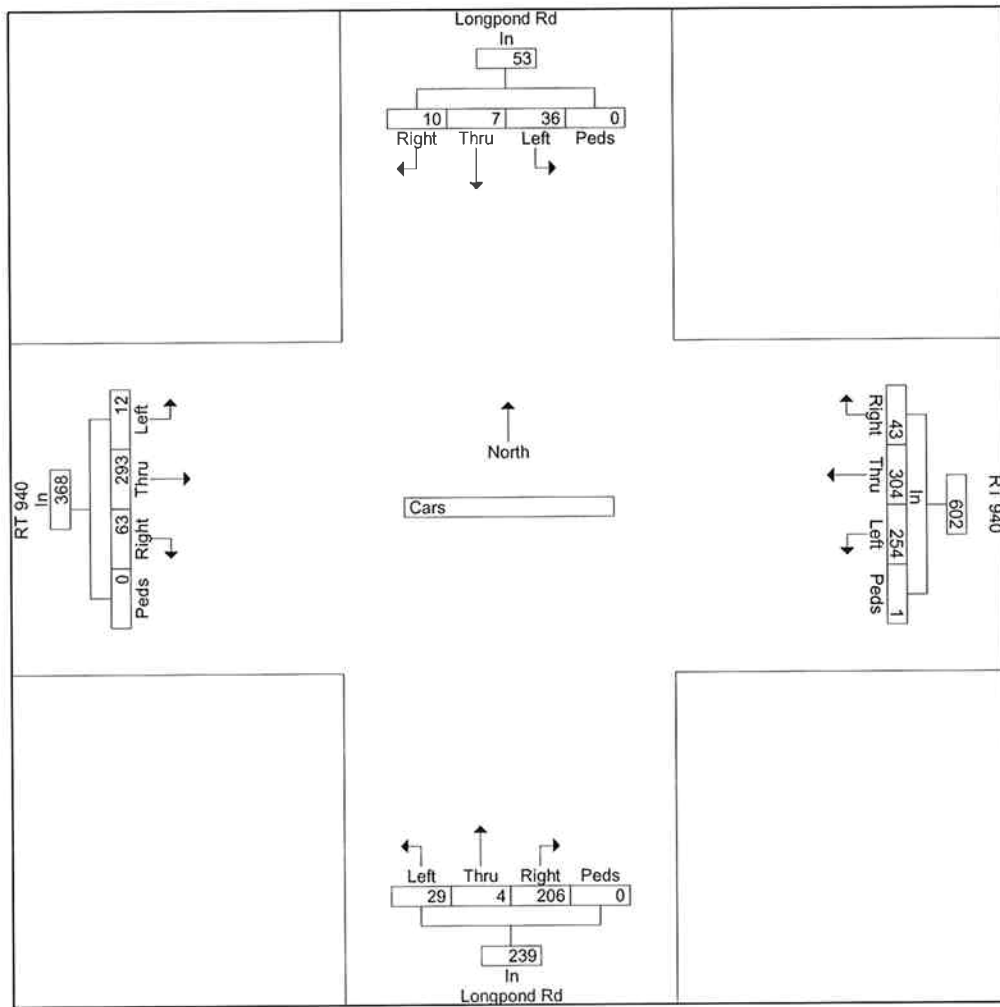 Longpond Rd
In
53
10 7 36 0
Right Thru Left Peds
RT 940
In
368
12 293 63 0
Left Thru Right Peds
North
Cars
Right Thru Left Peds
43 304 254 1
In
602
RT 940
Left Thru Right Peds
29 4 206 0
239
In
Longpond Rd